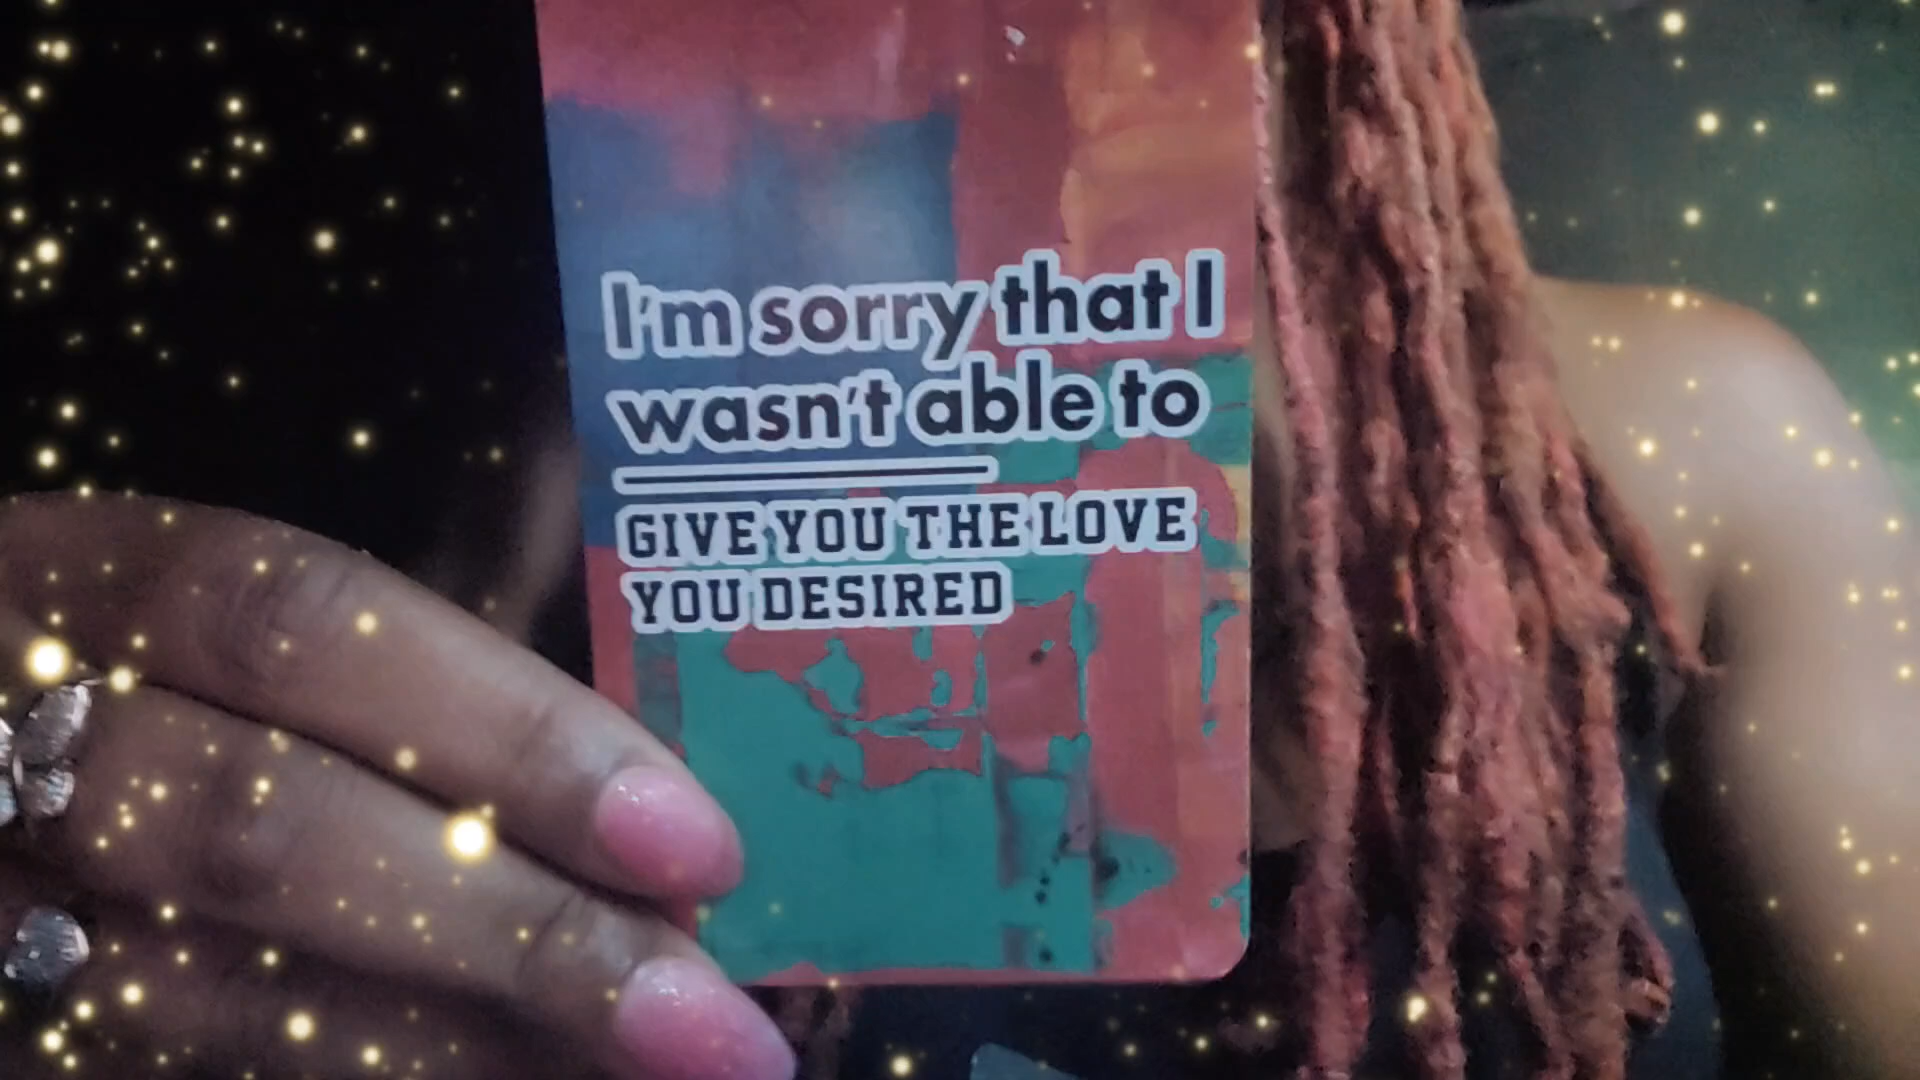 I'm sorry that I
wasn't able to
GIVE YOU THE LOVE
YOU DESIRED